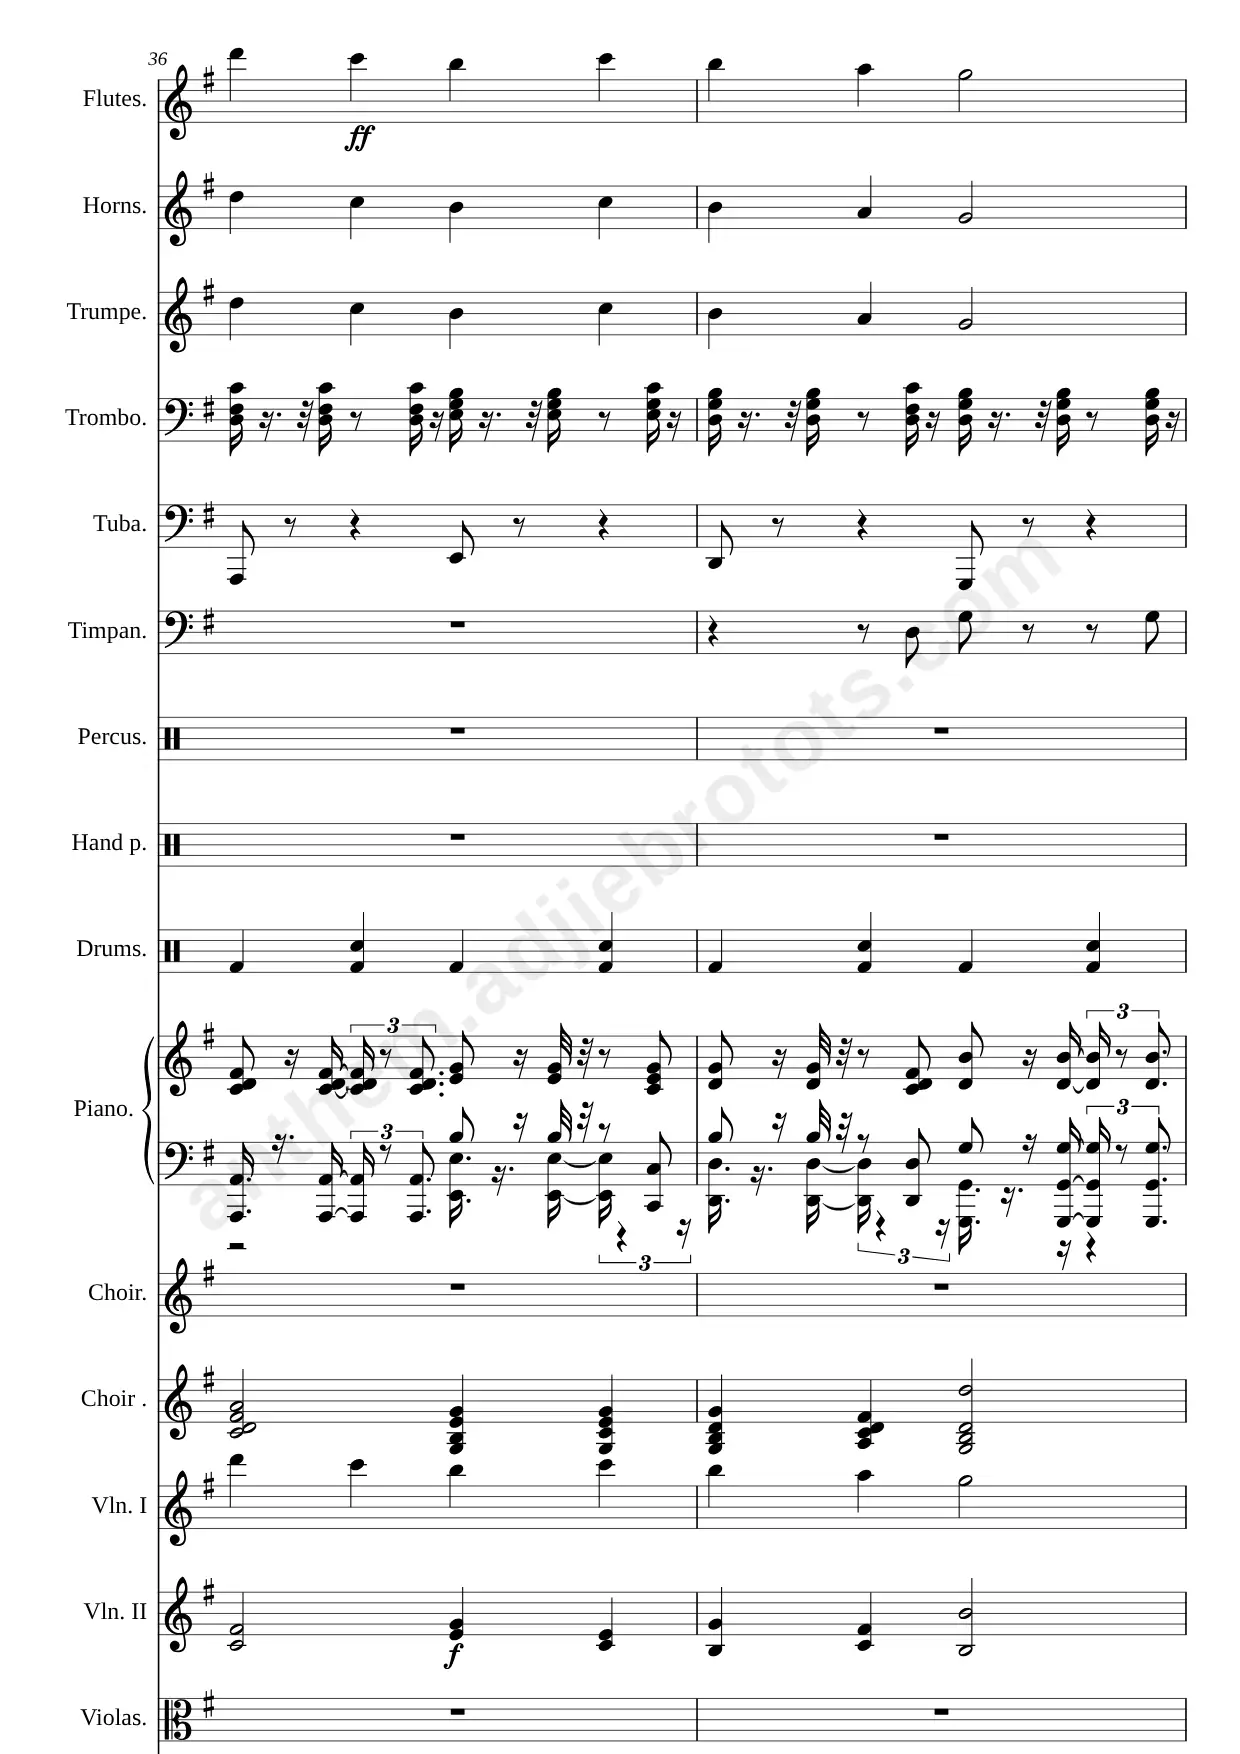 36
Flutes.
ff
Horns.
Trumpe.
Trombo.
Tuba.
Timpan.
Percus.
Hand p.
Drums.
3
3
Piano.
3
3
3
3
Choir.
Choir .
Vln. I
Vln. II
f
Violas.
anthem.adjiebrotots.com